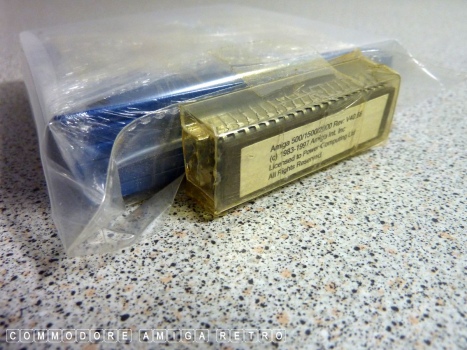 Amiga 500/1500/2000 Rev. V40.63
(c) 1983-1997 Amiga Int. Inc.
Licensed to Power Computing Ltd
All Rights Reserved.
COMMODORE AMIGA RETRO